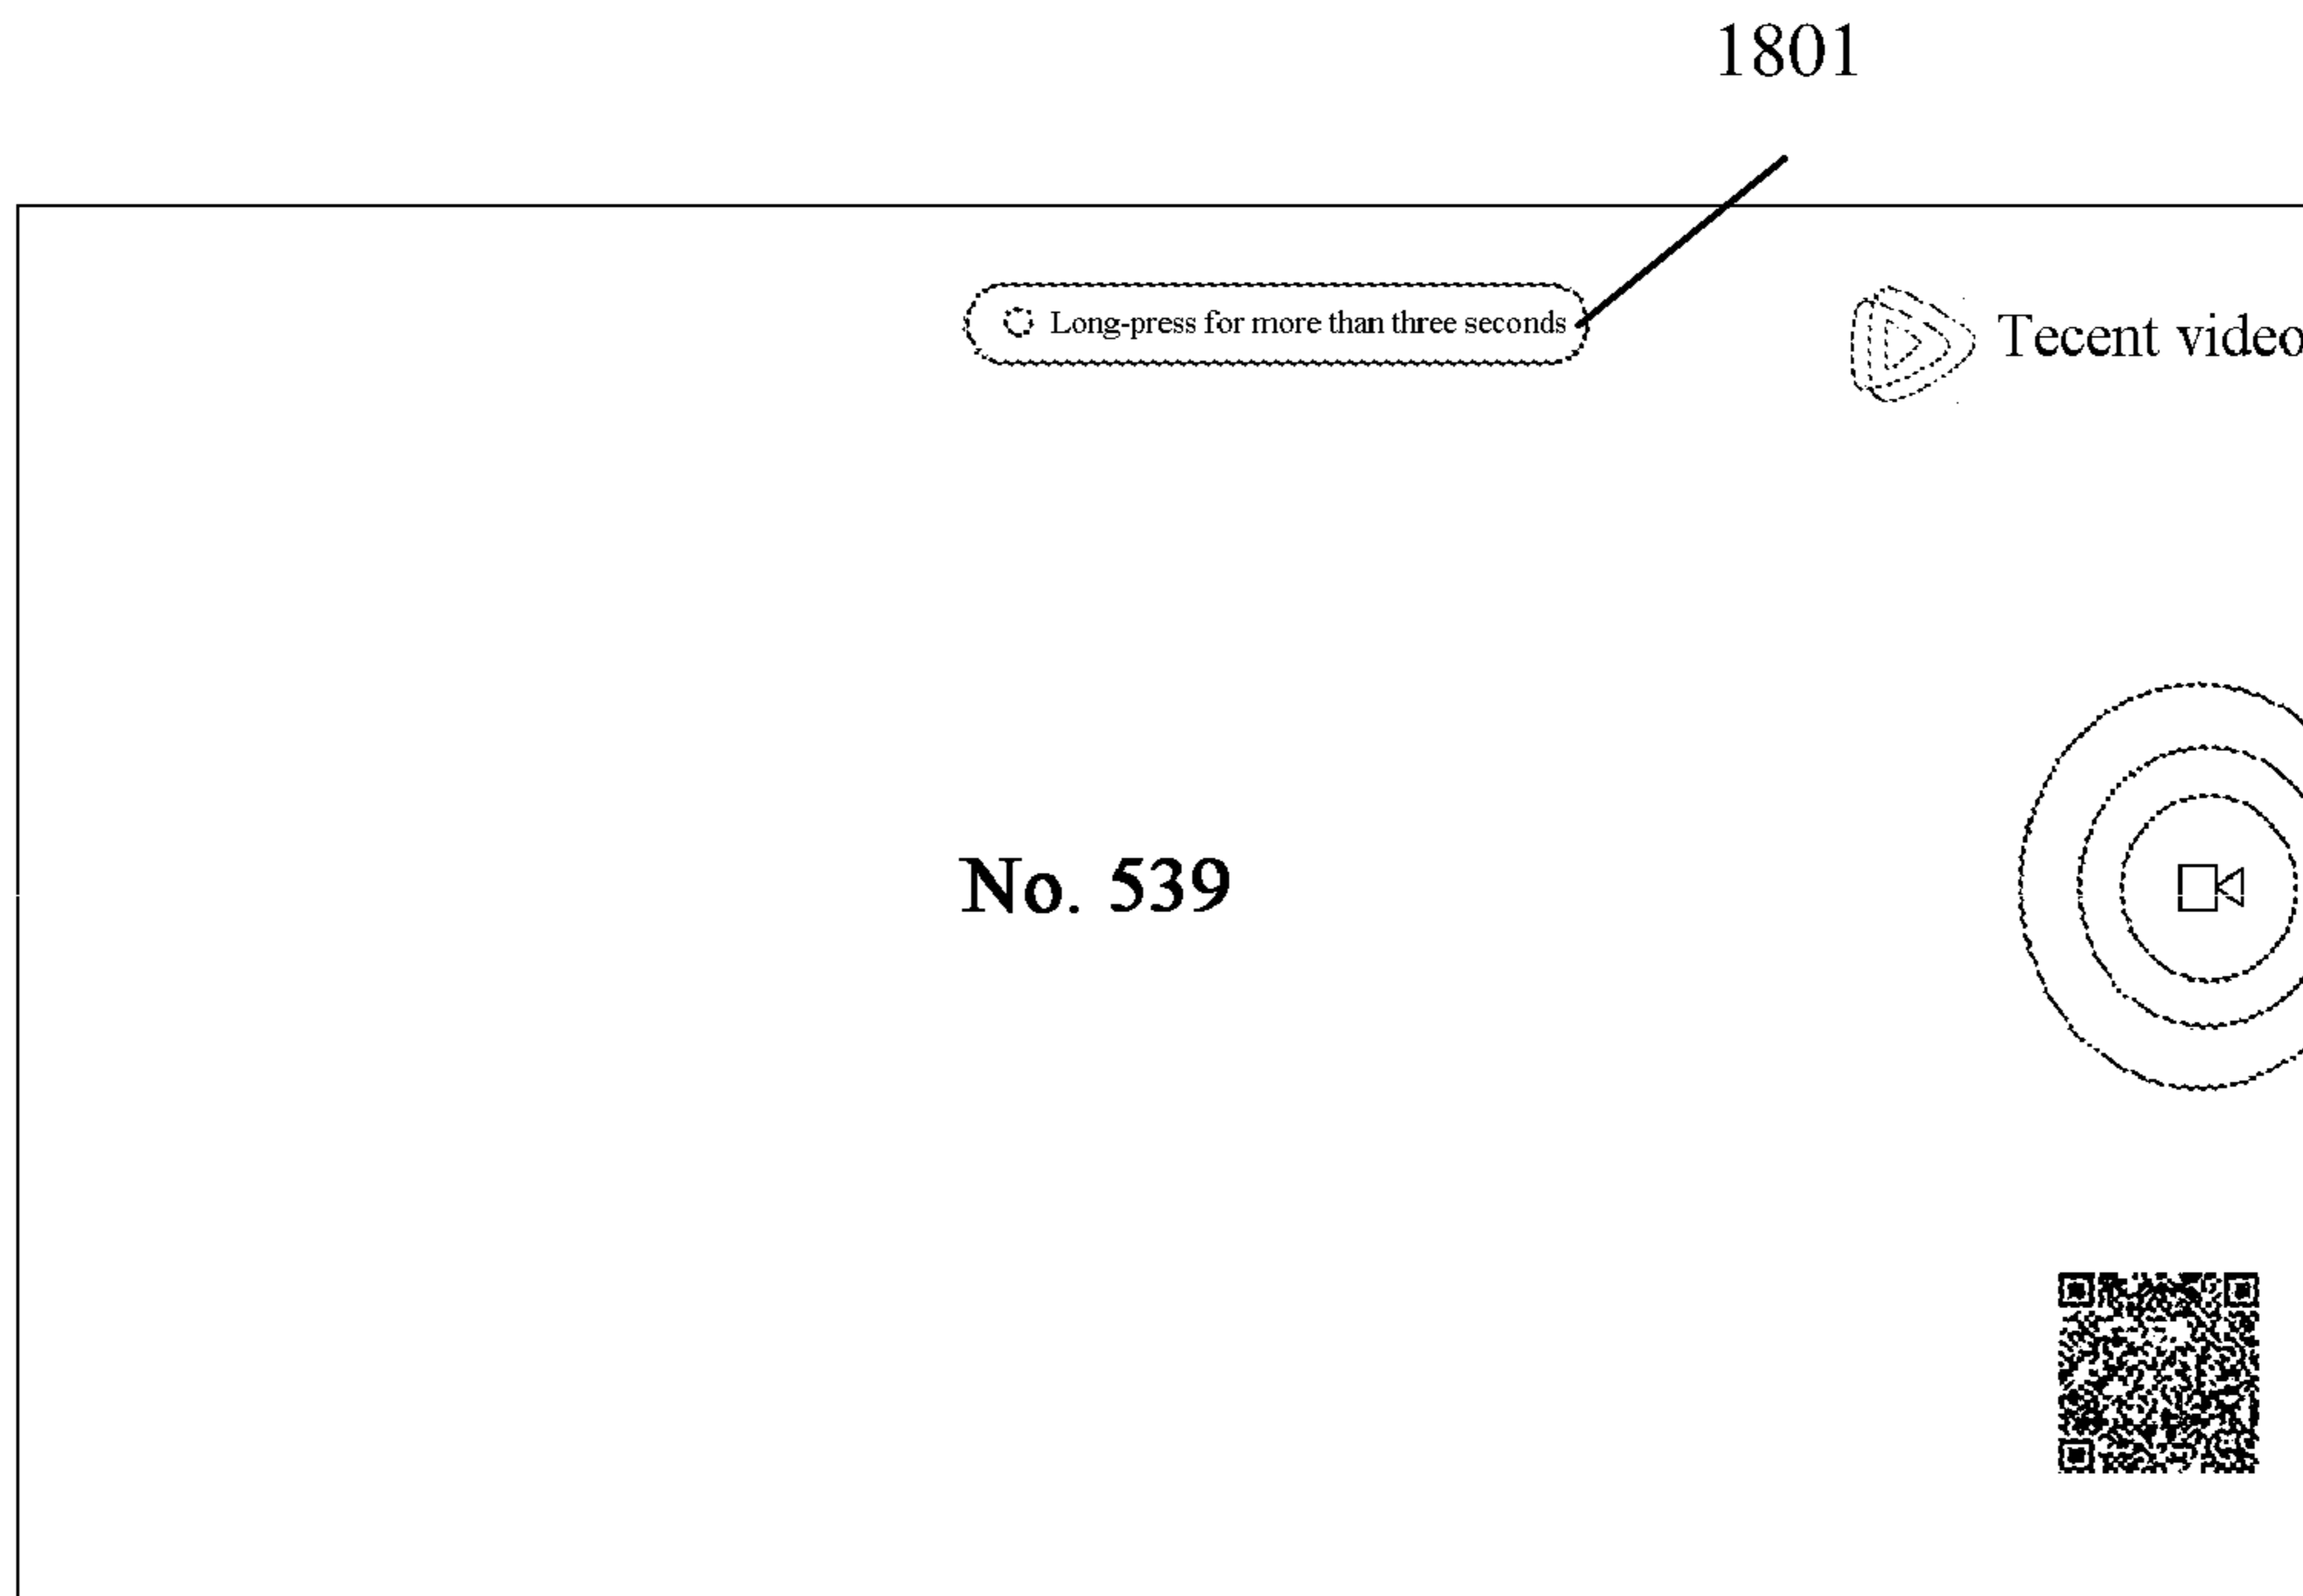 1801
Long-press for more than three seconds
Tecent video
No. 539